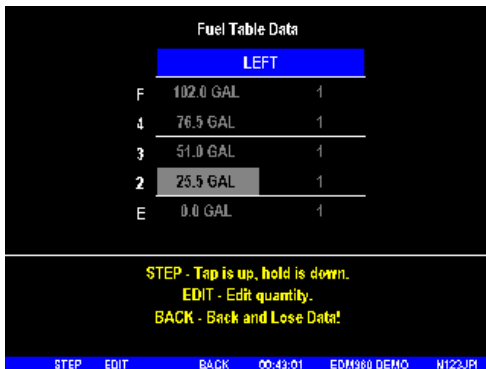 Fuel Table Data
LEFT
F 102.0 GAL 1
4 76.5 GAL 1
3 51.0 GAL 1
2 25.5 GAL 1
E 0.0 GAL 1
STEP - Tap is up, hold is down.
EDIT - Edit quantity.
BACK - Back and Lose Data!
STEP EDIT BACK 00:43:01 EDM960 DEMO N123JPI